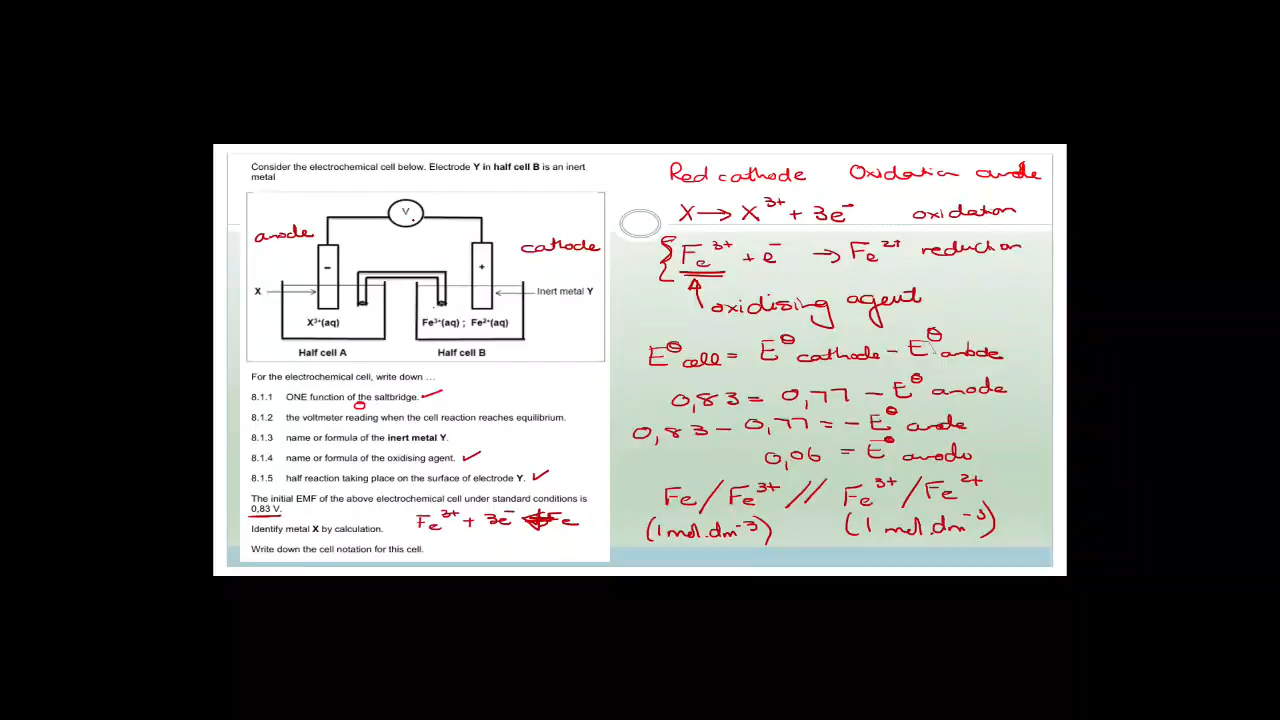 Consider the electrochemical cell below. Electrode Y in half cell B is an inert
metal
V
anode
cathode
–
+
X
Inert metal Y
X³⁺(aq)
Fe³⁺(aq) ; Fe²⁺(aq)
Half cell A
Half cell B
For the electrochemical cell, write down ...
8.1.1 ONE function of the saltbridge. ✓
0
8.1.2 the voltmeter reading when the cell reaction reaches equilibrium.
8.1.3 name or formula of the inert metal Y.
8.1.4 name or formula of the oxidising agent. ✓
8.1.5 half reaction taking place on the surface of electrode Y. ✓
The initial EMF of the above electrochemical cell under standard conditions is
0,83 V.
Fe³⁺ + 3e⁻ Fe
Identify metal X by calculation.
Write down the cell notation for this cell.
Red cathode Oxidation anode
X → X³⁺ + 3e⁻ oxidation
{ Fe³⁺ + e⁻ → Fe²⁺ reduction
oxidising agent
E⁰cell = E⁰cathode – E⁰anode
0,83 = 0,77 – E⁰ anode
0,83 – 0,77 = – E⁰ anode
0,06 = E⁰ anode
Fe / Fe³⁺ // Fe³⁺ / Fe²⁺
(1 mol.dm⁻³) (1 mol.dm⁻³)